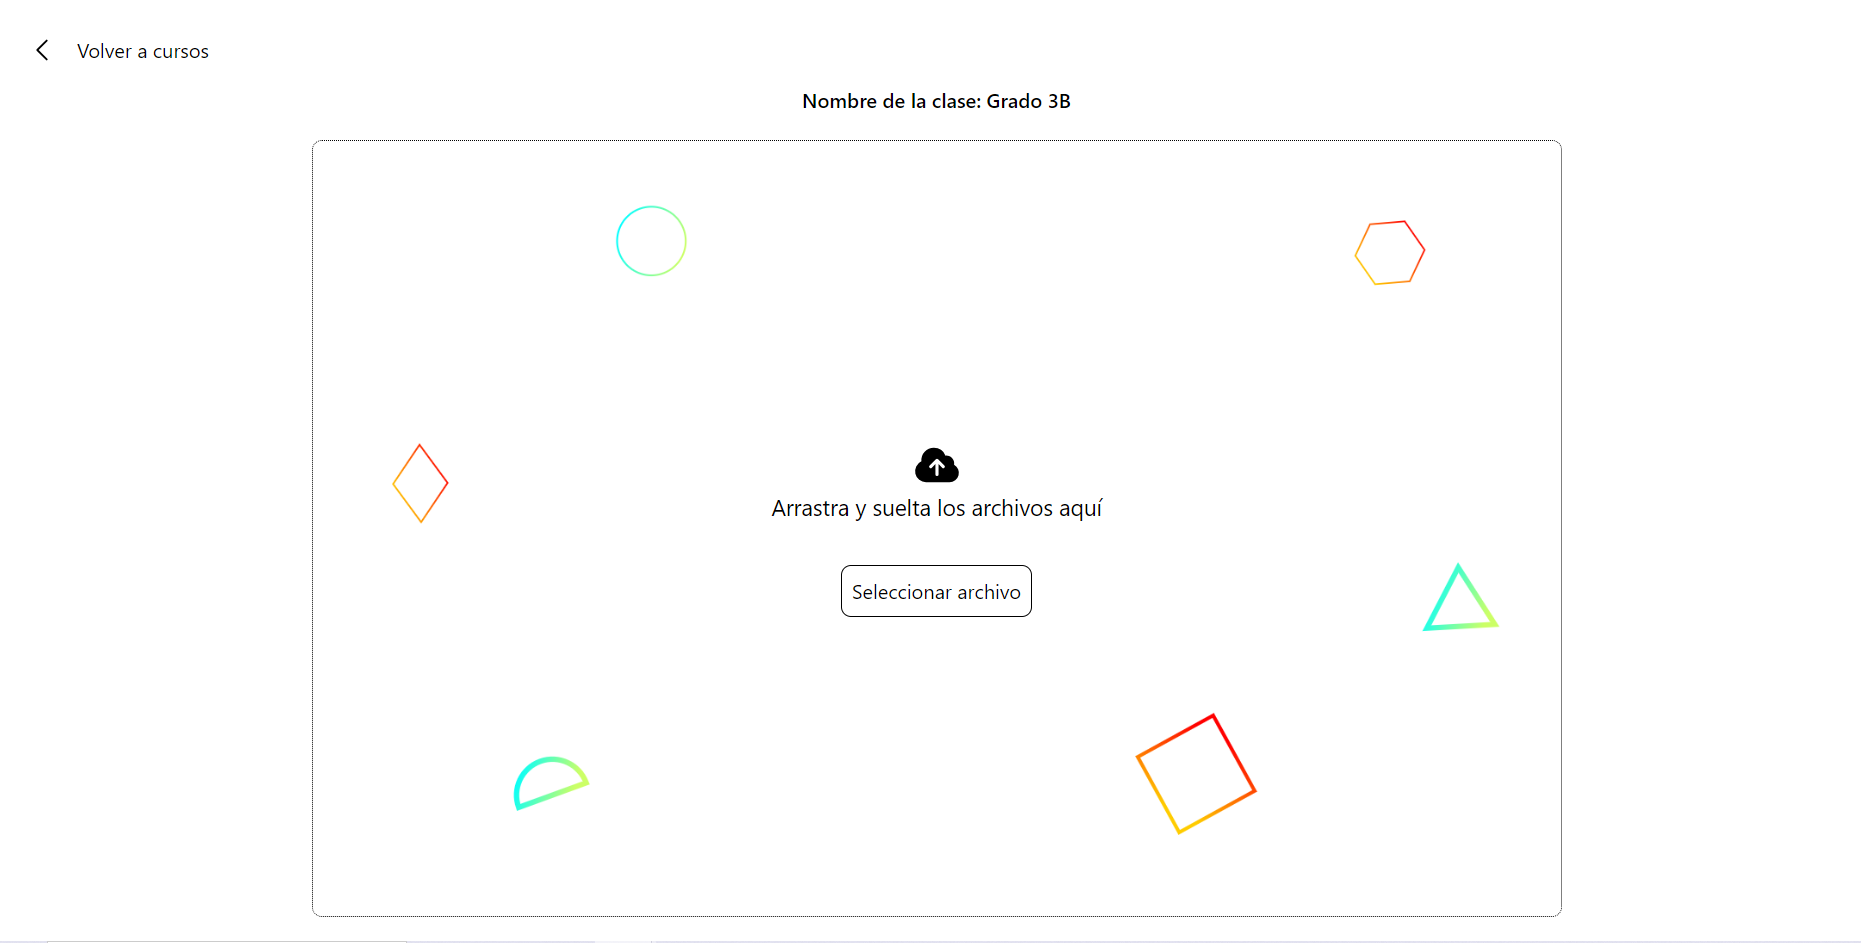 Volver a cursos
Nombre de la clase: Grado 3B
Arrastra y suelta los archivos aquí
Seleccionar archivo